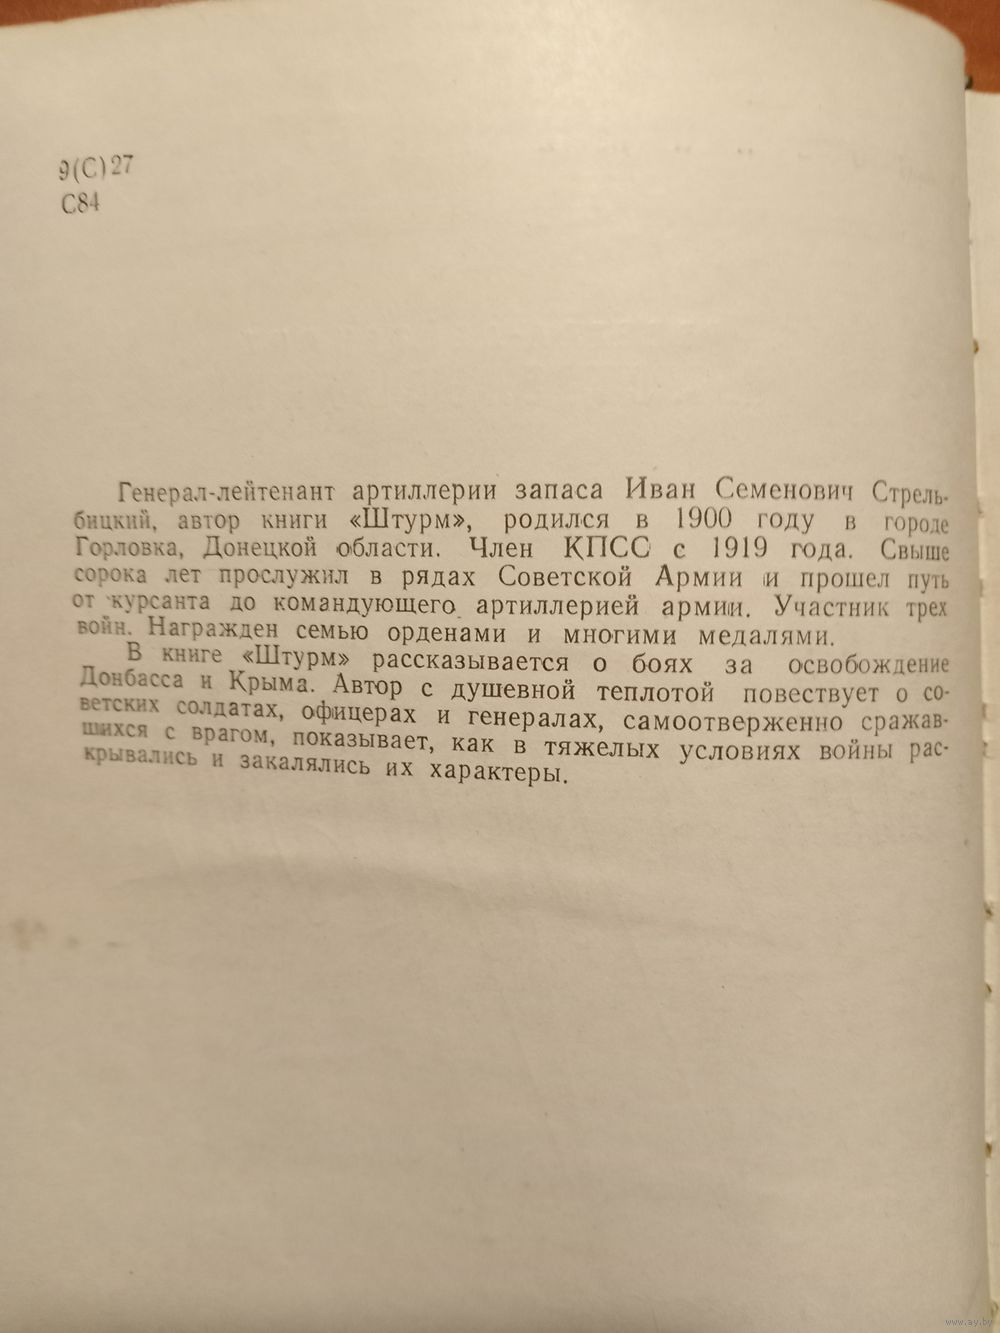 9(С)27
С84
Генерал-лейтенант артиллерии запаса Иван Семенович Стрель-
бицкий, автор книги «Штурм», родился в 1900 году в городе
Горловка, Донецкой области. Член КПСС с 1919 года. Свыше
сорока лет прослужил в рядах Советской Армии и прошел путь
от курсанта до командующего артиллерией армии. Участник трех
войн. Награжден семью орденами и многими медалями.
В книге «Штурм» рассказывается о боях за освобождение
Донбасса и Крыма. Автор с душевной теплотой повествует о со-
ветских солдатах, офицерах и генералах, самоотверженно сражав-
шихся с врагом, показывает, как в тяжелых условиях войны рас-
крывались и закалялись их характеры.
www.ay.by